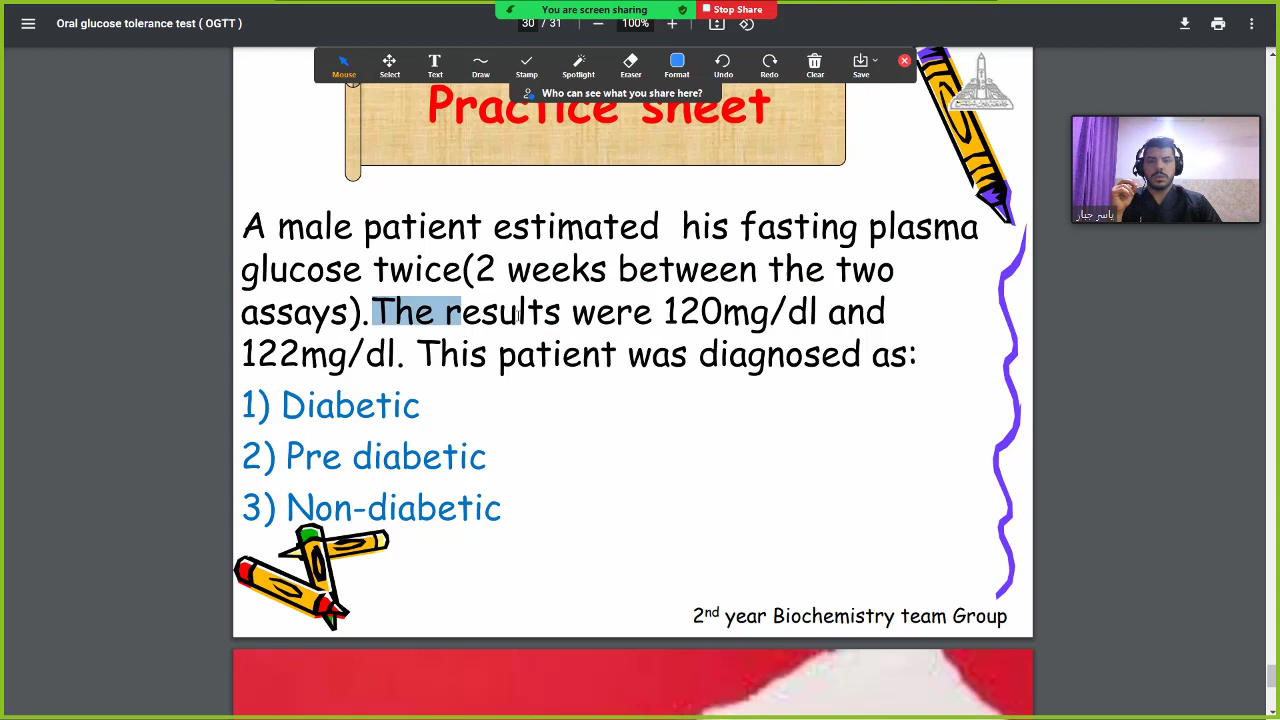 You are screen sharing
Stop Share
Oral glucose tolerance test ( OGTT)
30 / 31
100%
Mouse
Select
Text
Draw
Stamp
Spotlight
Eraser
Format
Undo
Redo
Clear
Save
Who can see what you share here?
Practice sheet
ياسر جبار
A male patient estimated his fasting plasma
glucose twice(2 weeks between the two
assays).The results were 120mg/dl and
122mg/dl. This patient was diagnosed as:
1) Diabetic
2) Pre diabetic
3) Non-diabetic
2nd year Biochemistry team Group